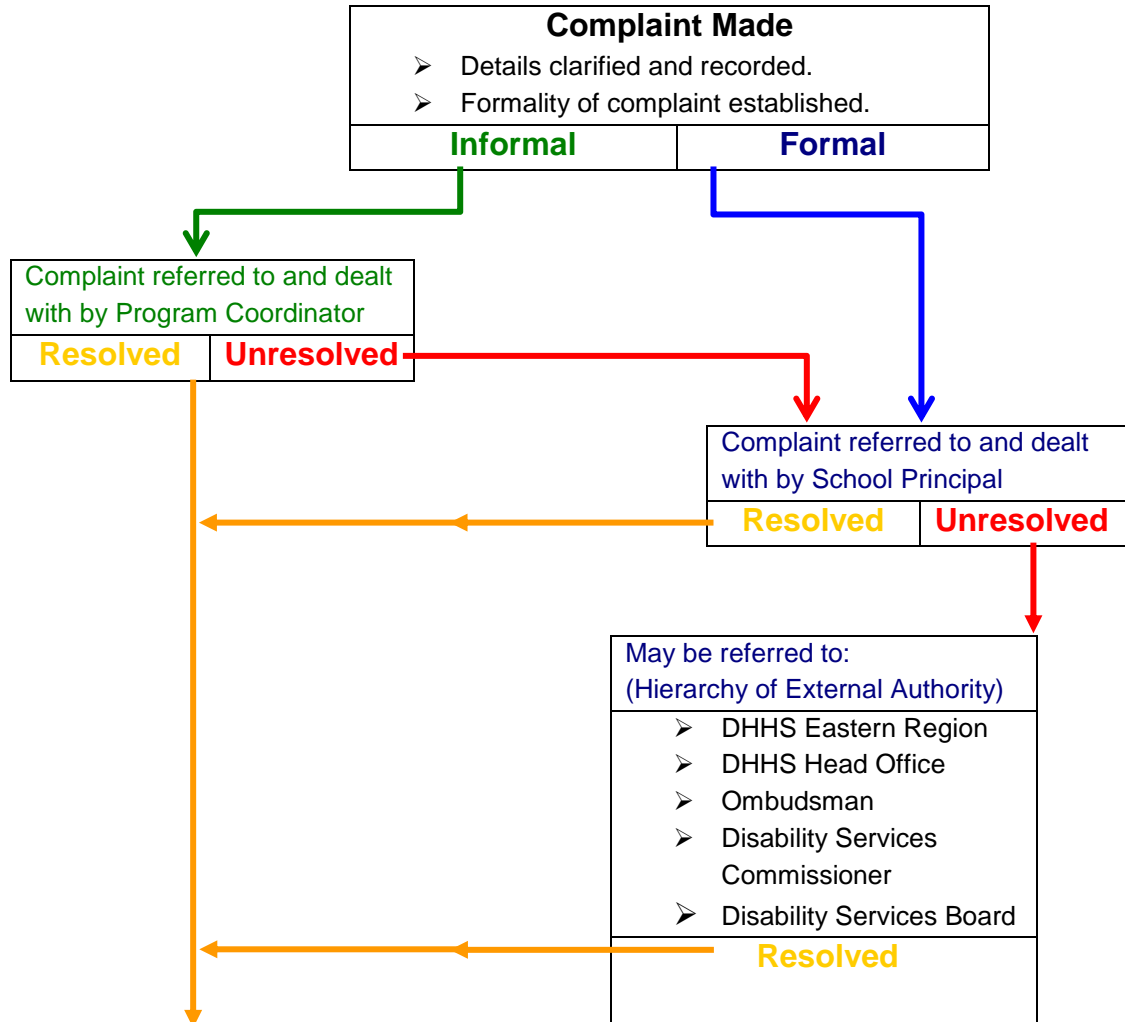 Complaint Made
➢ Details clarified and recorded.
➢ Formality of complaint established.
Informal Formal
Complaint referred to and dealt
with by Program Coordinator
Resolved Unresolved
Complaint referred to and dealt
with by School Principal
Resolved Unresolved
May be referred to:
(Hierarchy of External Authority)
➢ DHHS Eastern Region
➢ DHHS Head Office
➢ Ombudsman
➢ Disability Services
Commissioner
➢ Disability Services Board
Resolved